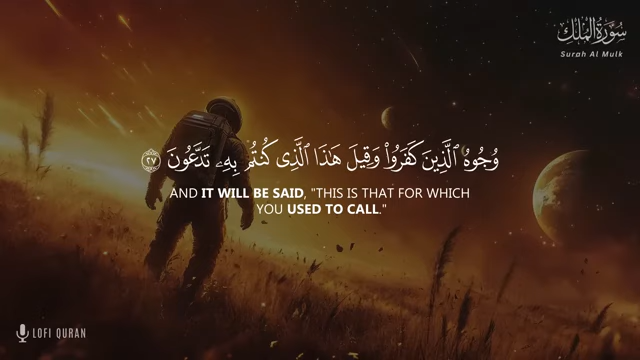 سُورَةُ المُلْك
Surah Al Mulk
وُجُوهُ ٱلَّذِينَ كَفَرُوا۟ وَقِيلَ هَـٰذَا ٱلَّذِى كُنتُم بِهِۦ تَدَّعُونَ ٢٧
AND IT WILL BE SAID, "THIS IS THAT FOR WHICH
YOU USED TO CALL."
LOFI QURAN